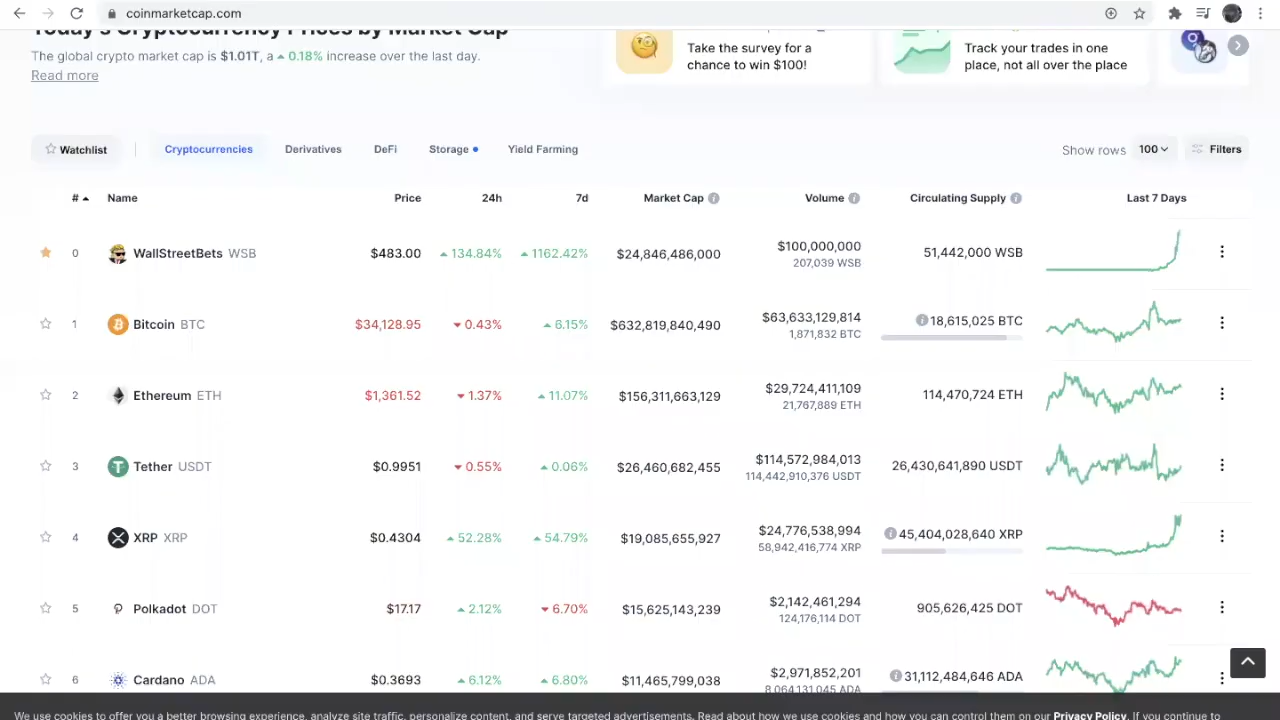 coinmarketcap.com
Today's Cryptocurrency Prices by Market Cap
The global crypto market cap is $1.01T, a 0.18% increase over the last day.
Read more
Take the survey for a
chance to win $100!
Track your trades in one
place, not all over the place
Watchlist Cryptocurrencies Derivatives DeFi Storage Yield Farming Show rows 100 Filters
# Name Price 24h 7d Market Cap Volume Circulating Supply Last 7 Days
0 WallStreetBets WSB $483.00 134.84% 1162.42% $24,846,486,000 $100,000,000 51,442,000 WSB
207,039 WSB
1 Bitcoin BTC $34,128.95 0.43% 6.15% $632,819,840,490 $63,633,129,814 18,615,025 BTC
1,871,832 BTC
2 Ethereum ETH $1,361.52 1.37% 11.07% $156,311,663,129 $29,724,411,109 114,470,724 ETH
21,767,889 ETH
3 Tether USDT $0.9951 0.55% 0.06% $26,460,682,455 $114,572,984,013 26,430,641,890 USDT
114,442,910,376 USDT
4 XRP XRP $0.4304 52.28% 54.79% $19,085,655,927 $24,776,538,994 45,404,028,640 XRP
58,942,416,774 XRP
5 Polkadot DOT $17.17 2.12% 6.70% $15,625,143,239 $2,142,461,294 905,626,425 DOT
124,176,114 DOT
6 Cardano ADA $0.3693 6.12% 6.80% $11,465,799,038 $2,971,852,201 31,112,484,646 ADA
8,064,131,045 ADA
We use cookies to offer you a better browsing experience, analyze site traffic, personalize content, and serve targeted advertisements. Read about how we use cookies and how you can control them on our Privacy Policy. If you continue to